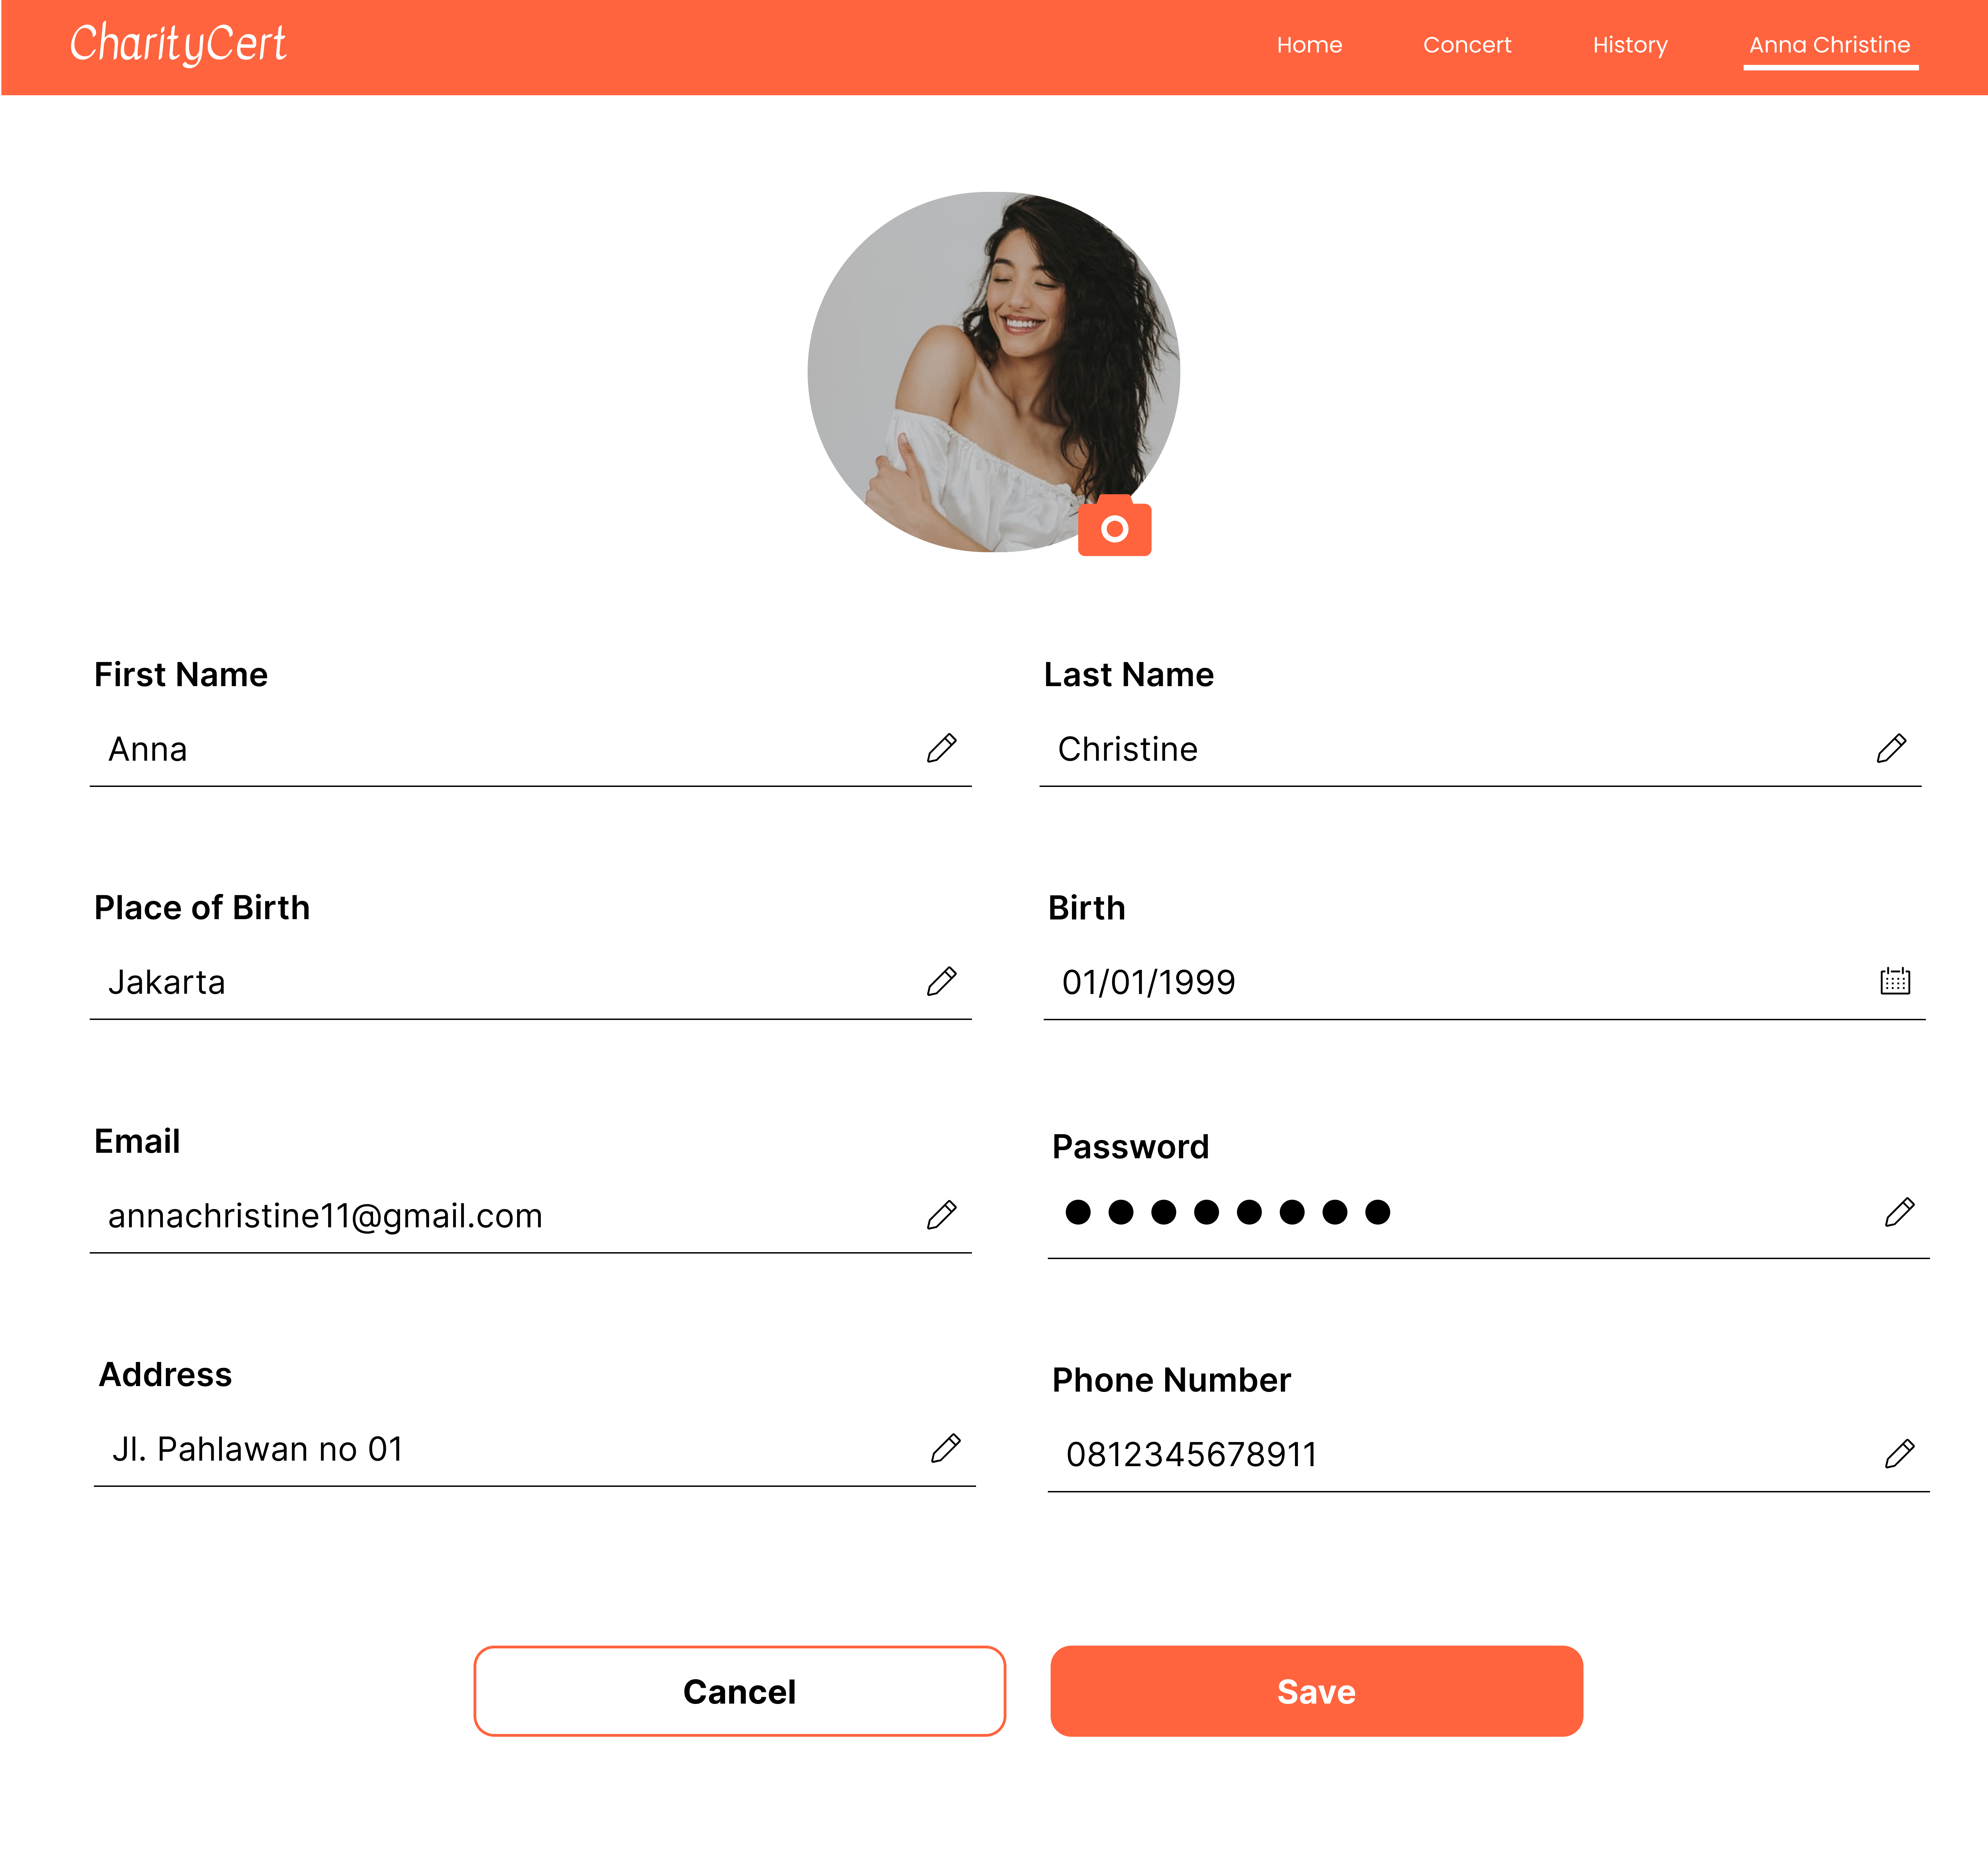 CharityCert
Home Concert History Anna Christine
First Name
Anna
Last Name
Christine
Place of Birth
Jakarta
Birth
01/01/1999
Email
annachristine11@gmail.com
Password
Address
Jl. Pahlawan no 01
Phone Number
0812345678911
Cancel
Save